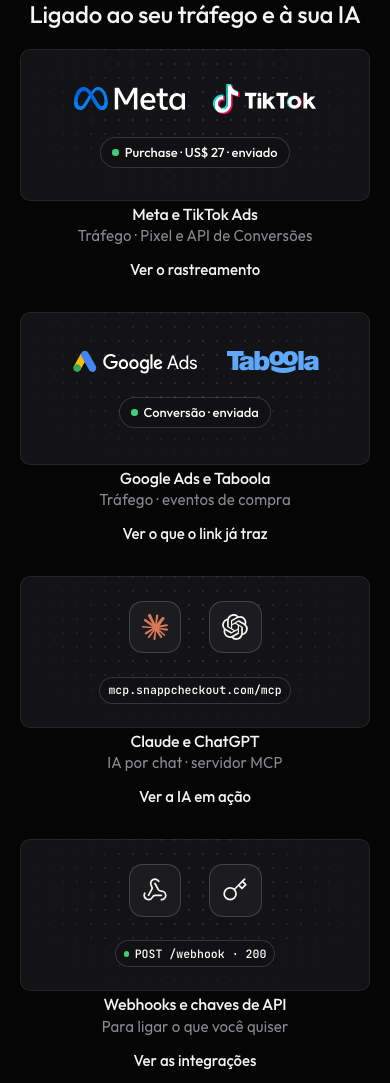 Ligado ao seu tráfego e à sua IA
Meta TikTok
Purchase · US$ 27 · enviado
Meta e TikTok Ads
Tráfego · Pixel e API de Conversões
Ver o rastreamento
Google Ads Taboola
Conversão · enviada
Google Ads e Taboola
Tráfego · eventos de compra
Ver o que o link já traz
mcp.snappcheckout.com/mcp
Claude e ChatGPT
IA por chat · servidor MCP
Ver a IA em ação
POST /webhook · 200
Webhooks e chaves de API
Para ligar o que você quiser
Ver as integrações